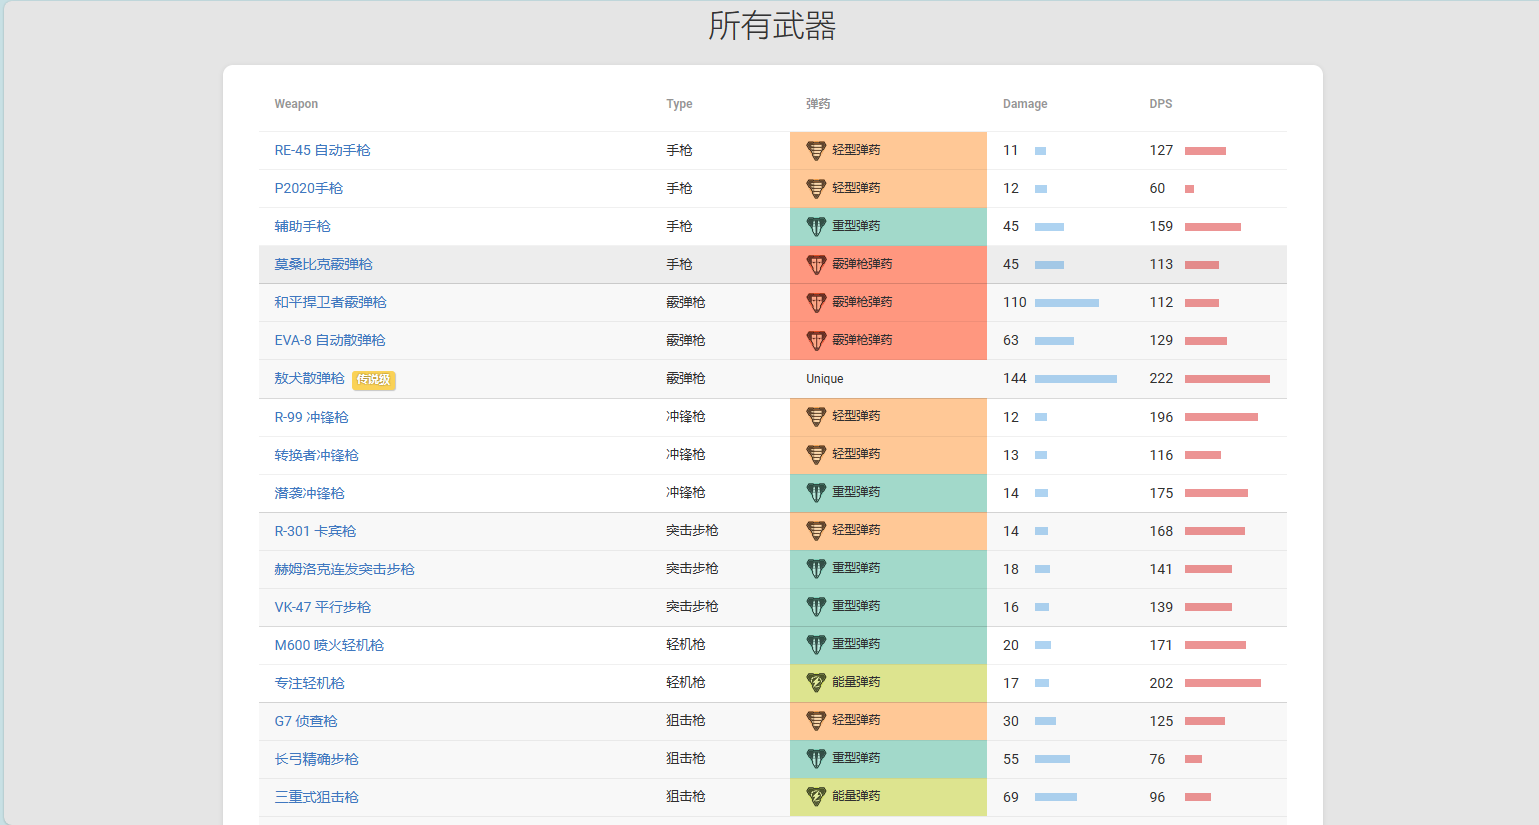 所有武器
Weapon Type 弹药 Damage DPS
RE-45 自动手枪 手枪 轻型弹药 11 127
P2020手枪 手枪 轻型弹药 12 60
辅助手枪 手枪 重型弹药 45 159
莫桑比克霰弹枪 手枪 霰弹枪弹药 45 113
和平捍卫者霰弹枪 霰弹枪 霰弹枪弹药 110 112
EVA-8 自动散弹枪 霰弹枪 霰弹枪弹药 63 129
敖犬散弹枪 传说级 霰弹枪 Unique 144 222
R-99 冲锋枪 冲锋枪 轻型弹药 12 196
转换者冲锋枪 冲锋枪 轻型弹药 13 116
潜袭冲锋枪 冲锋枪 重型弹药 14 175
R-301 卡宾枪 突击步枪 轻型弹药 14 168
赫姆洛克连发突击步枪 突击步枪 重型弹药 18 141
VK-47 平行步枪 突击步枪 重型弹药 16 139
M600 喷火轻机枪 轻机枪 重型弹药 20 171
专注轻机枪 轻机枪 能量弹药 17 202
G7 侦查枪 狙击枪 轻型弹药 30 125
长弓精确步枪 狙击枪 重型弹药 55 76
三重式狙击枪 狙击枪 能量弹药 69 96